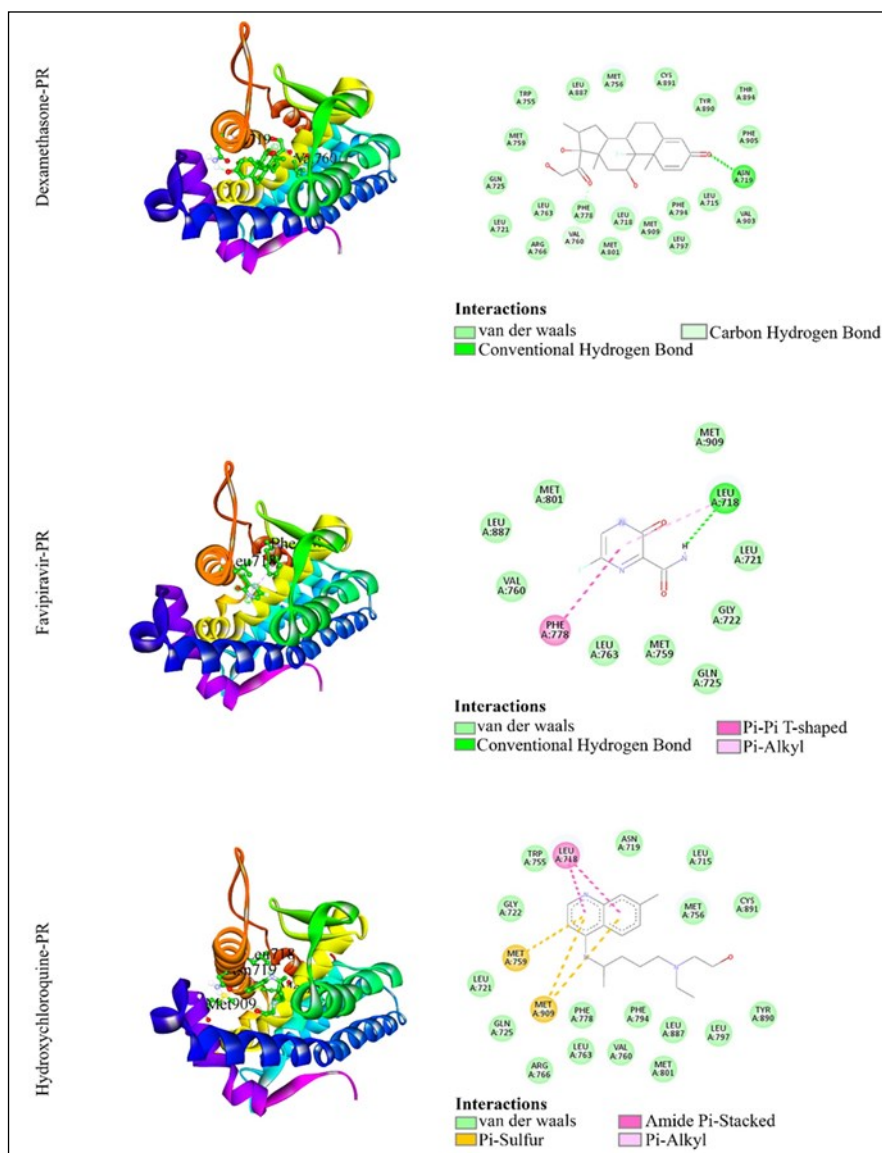 Dexamethasone-PR
Val760
LEU A:887
MET A:756
CYS A:891
TRP A:755
TYR A:890
THR A:894
MET A:759
PHE A:905
GLN A:725
ASN A:719
LEU A:763
PHE A:778
LEU A:718
PHE A:794
LEU A:715
LEU A:721
MET A:909
VAL A:903
ARG A:766
VAL A:760
MET A:801
LEU A:797
Interactions
van der waals
Carbon Hydrogen Bond
Conventional Hydrogen Bond
Favipiravir-PR
Phe
eu718
MET A:909
MET A:801
LEU A:718
LEU A:887
LEU A:721
VAL A:760
GLY A:722
PHE A:778
LEU A:763
MET A:759
GLN A:725
N
O
H
Interactions
van der waals
Pi-Pi T-shaped
Conventional Hydrogen Bond
Pi-Alkyl
Hydroxychloroquine-PR
eu718
n719
Met909
TRP A:755
LEU A:718
ASN A:719
LEU A:715
GLY A:722
MET A:756
CYS A:891
MET A:759
LEU A:721
MET A:909
PHE A:778
PHE A:794
TYR A:890
GLN A:725
LEU A:887
LEU A:797
ARG A:766
LEU A:763
VAL A:760
MET A:801
Interactions
van der waals
Amide Pi-Stacked
Pi-Sulfur
Pi-Alkyl